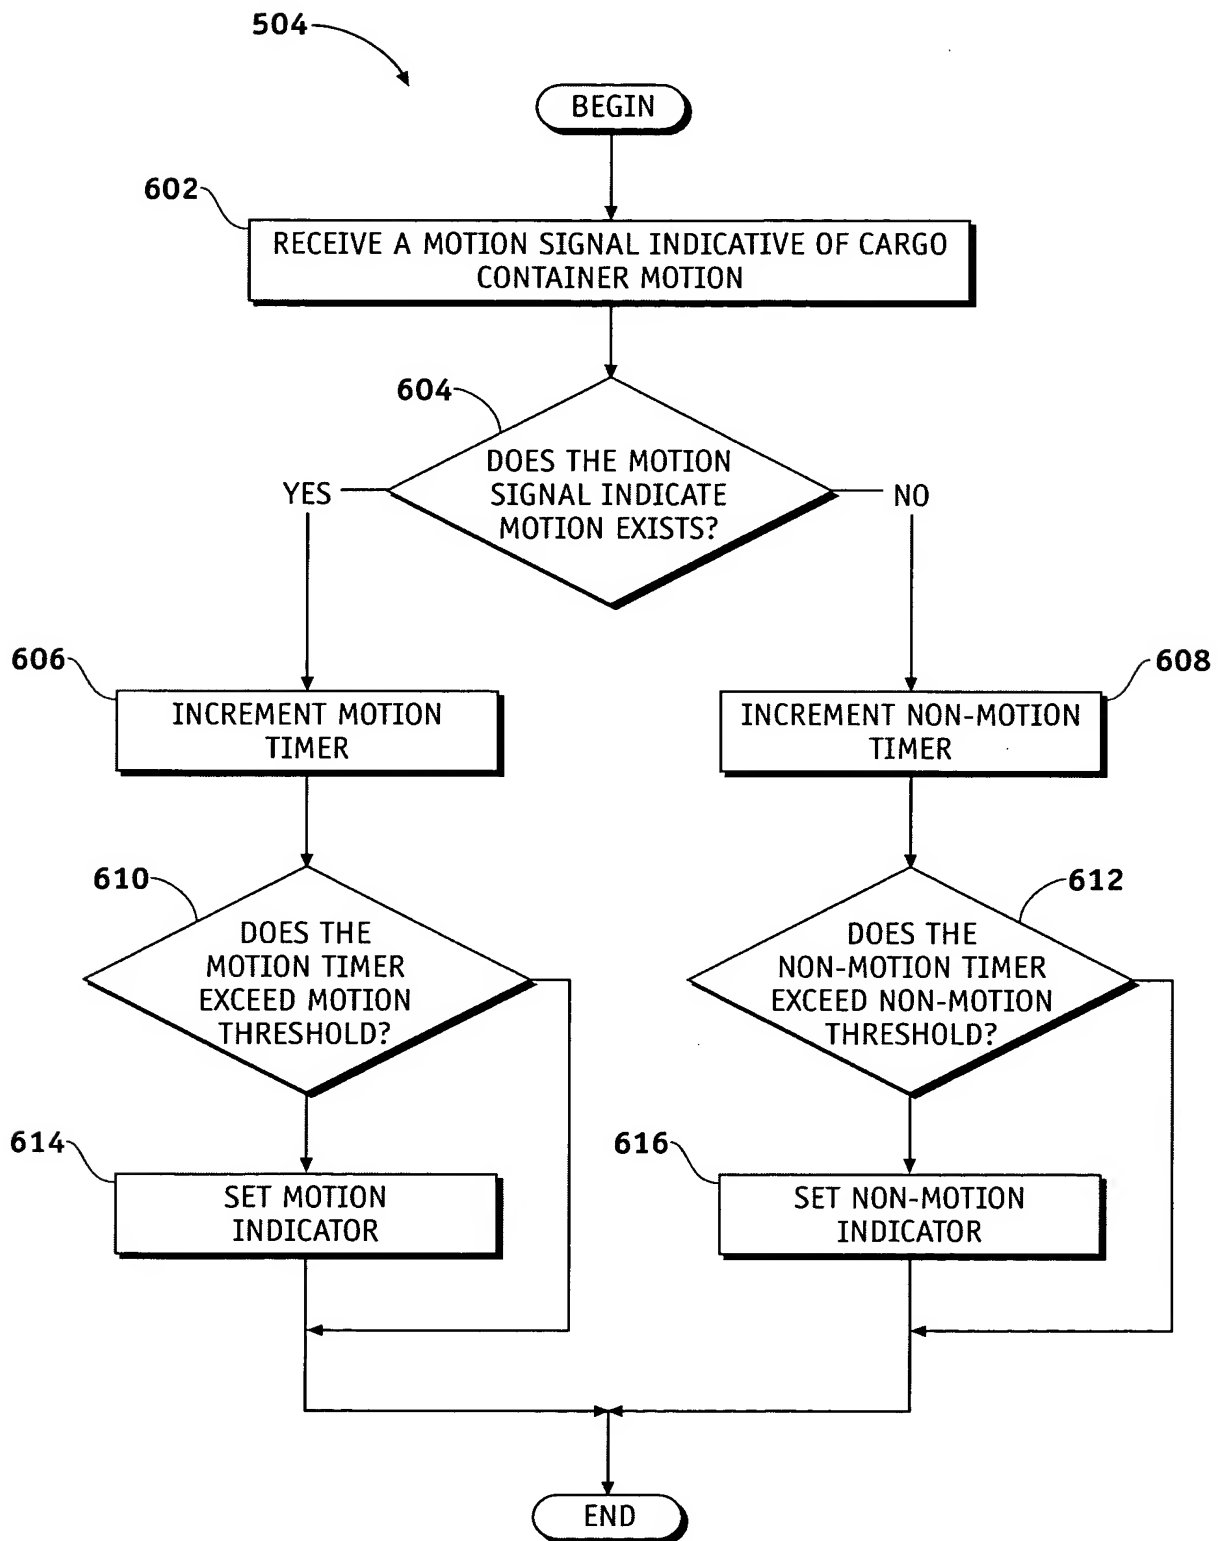 504
BEGIN
602
RECEIVE A MOTION SIGNAL INDICATIVE OF CARGO
CONTAINER MOTION
604
DOES THE MOTION
SIGNAL INDICATE
MOTION EXISTS?
YES
NO
606
INCREMENT MOTION
TIMER
608
INCREMENT NON-MOTION
TIMER
610
DOES THE
MOTION TIMER
EXCEED MOTION
THRESHOLD?
612
DOES THE
NON-MOTION TIMER
EXCEED NON-MOTION
THRESHOLD?
614
SET MOTION
INDICATOR
616
SET NON-MOTION
INDICATOR
END